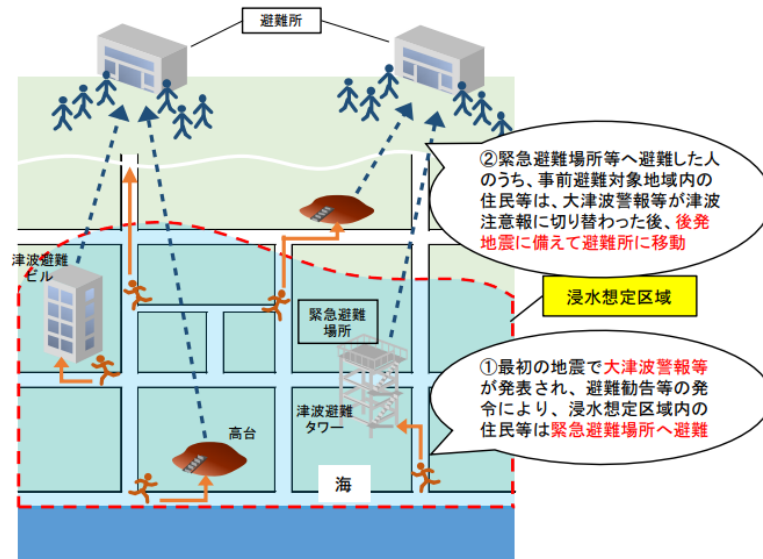 避難所
②緊急避難場所等へ避難した人
のうち、事前避難対象地域内の
住民等は、大津波警報等が津波
注意報に切り替わった後、後発
地震に備えて避難所に移動
津波避難
ビル
浸水想定区域
緊急避難
場所
①最初の地震で大津波警報等
が発表され、避難勧告等の発
令により、浸水想定区域内の
住民等は緊急避難場所へ避難
津波避難
タワー
高台
海